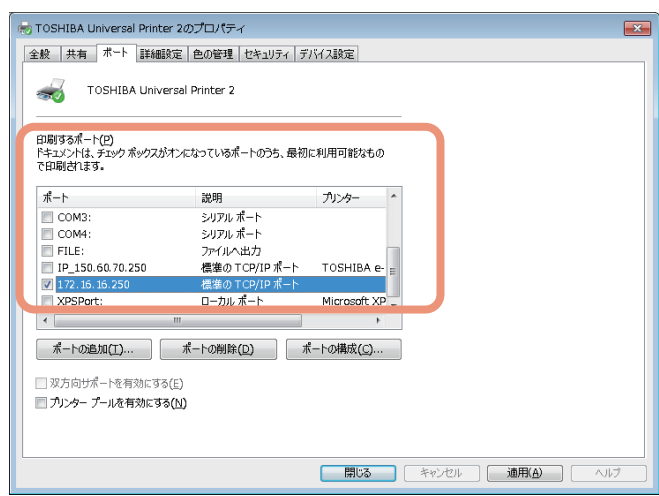 TOSHIBA Universal Printer 2のプロパティ
全般 共有 ポート 詳細設定 色の管理 セキュリティ デバイス設定
TOSHIBA Universal Printer 2
印刷するポート(P)
ドキュメントは、チェック ボックスがオンになっているポートのうち、最初に利用可能なもの
で印刷されます。
ポート 説明 プリンター
COM3: シリアル ポート
COM4: シリアル ポート
FILE: ファイルへ出力
IP_150.60.70.250 標準の TCP/IP ポート TOSHIBA e-
172.16.16.250 標準の TCP/IP ポート
XPSPort: ローカル ポート Microsoft XP
ポートの追加(T)... ポートの削除(D) ポートの構成(C)...
双方向サポートを有効にする(E)
プリンター プールを有効にする(N)
閉じる キャンセル 適用(A) ヘルプ